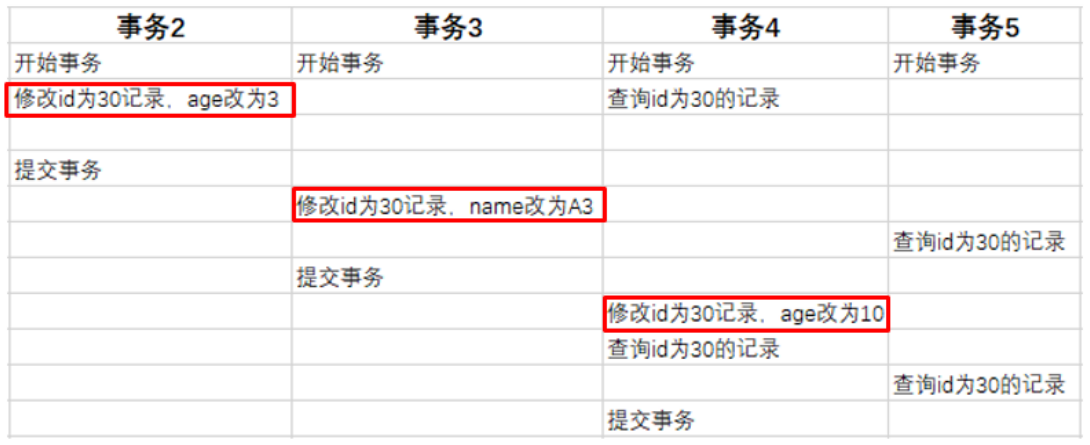 事务2 事务3 事务4 事务5
开始事务 开始事务 开始事务 开始事务
修改id为30记录，age改为3 查询id为30的记录
提交事务
修改id为30记录，name改为A3
查询id为30的记录
提交事务
修改id为30记录，age改为10
查询id为30的记录
查询id为30的记录
提交事务